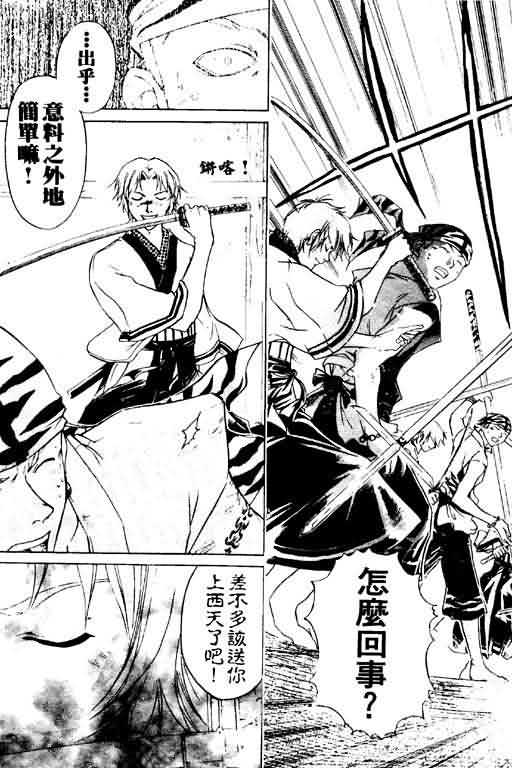 怎麼回事？
…出乎…
意料之外地
簡單嘛！
鏘喀！
差不多該送你
上西天了吧！